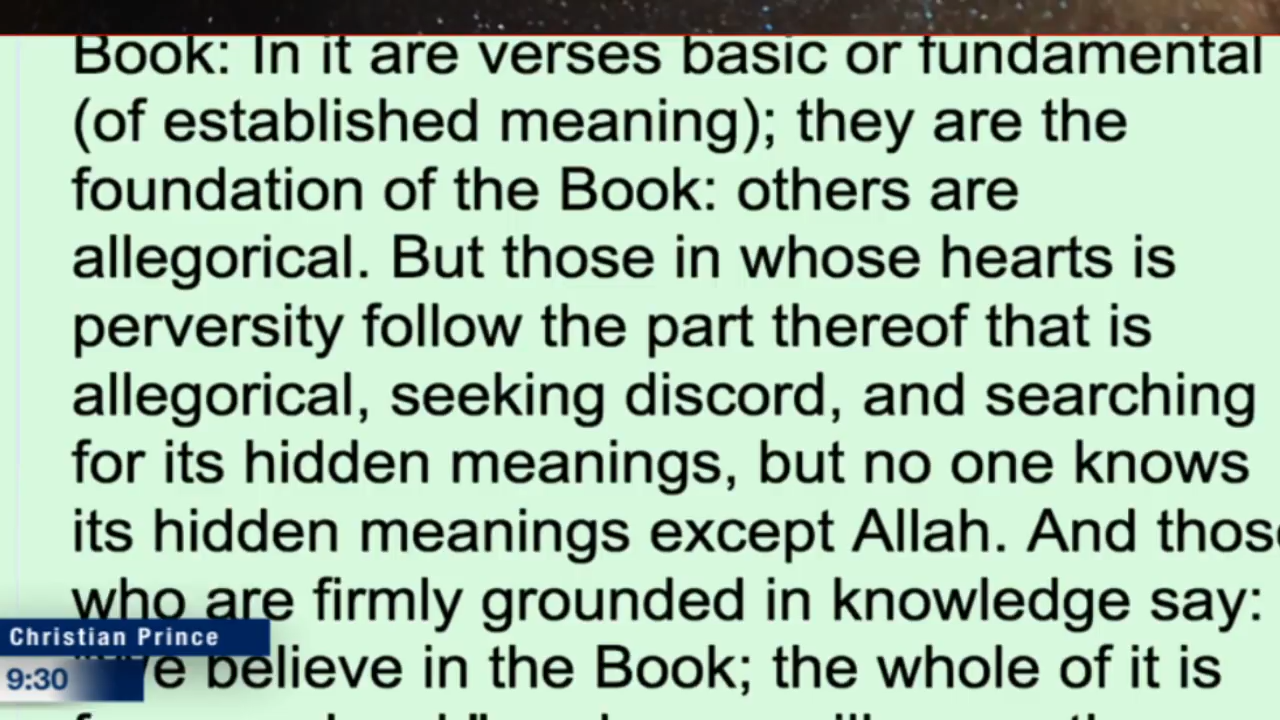 Book: In it are verses basic or fundamental
(of established meaning); they are the
foundation of the Book: others are
allegorical. But those in whose hearts is
perversity follow the part thereof that is
allegorical, seeking discord, and searching
for its hidden meanings, but no one knows
its hidden meanings except Allah. And those
who are firmly grounded in knowledge say:
believe in the Book; the whole of it is
Christian Prince
9:30